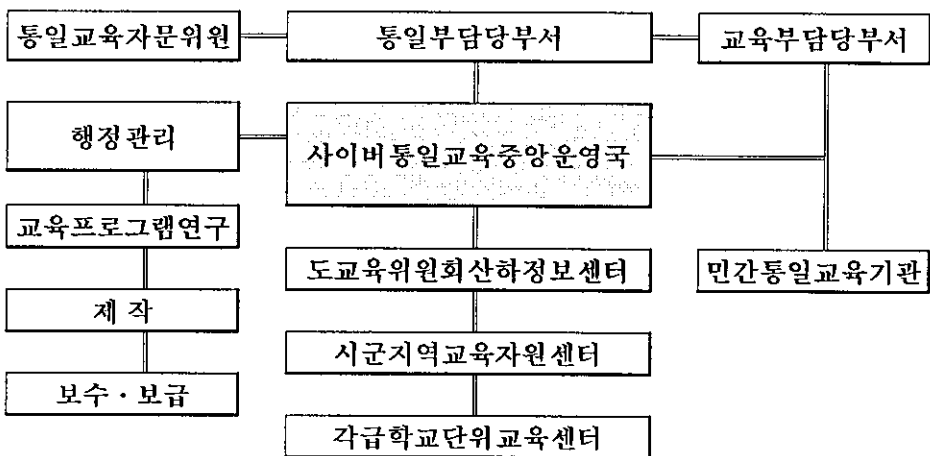 통일교육자문위원
통일부담당부서
교육부담당부서
행정관리
사이버통일교육중앙운영국
교육프로그램연구
도교육위원회산하정보센터
민간통일교육기관
제 작
시군지역교육자원센터
보수 · 보급
각급학교단위교육센터